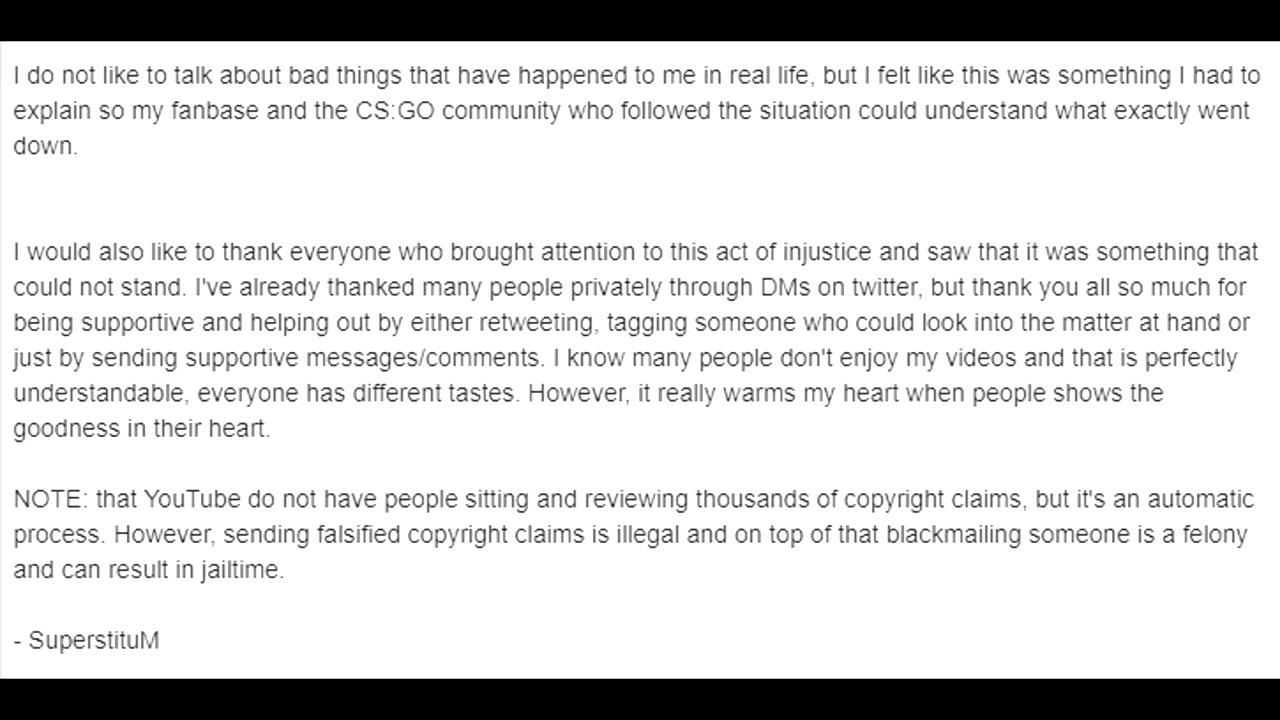 I do not like to talk about bad things that have happened to me in real life, but I felt like this was something I had to
explain so my fanbase and the CS:GO community who followed the situation could understand what exactly went
down.
I would also like to thank everyone who brought attention to this act of injustice and saw that it was something that
could not stand. I've already thanked many people privately through DMs on twitter, but thank you all so much for
being supportive and helping out by either retweeting, tagging someone who could look into the matter at hand or
just by sending supportive messages/comments. I know many people don't enjoy my videos and that is perfectly
understandable, everyone has different tastes. However, it really warms my heart when people shows the
goodness in their heart.
NOTE: that YouTube do not have people sitting and reviewing thousands of copyright claims, but it's an automatic
process. However, sending falsified copyright claims is illegal and on top of that blackmailing someone is a felony
and can result in jailtime.
- SuperstituM